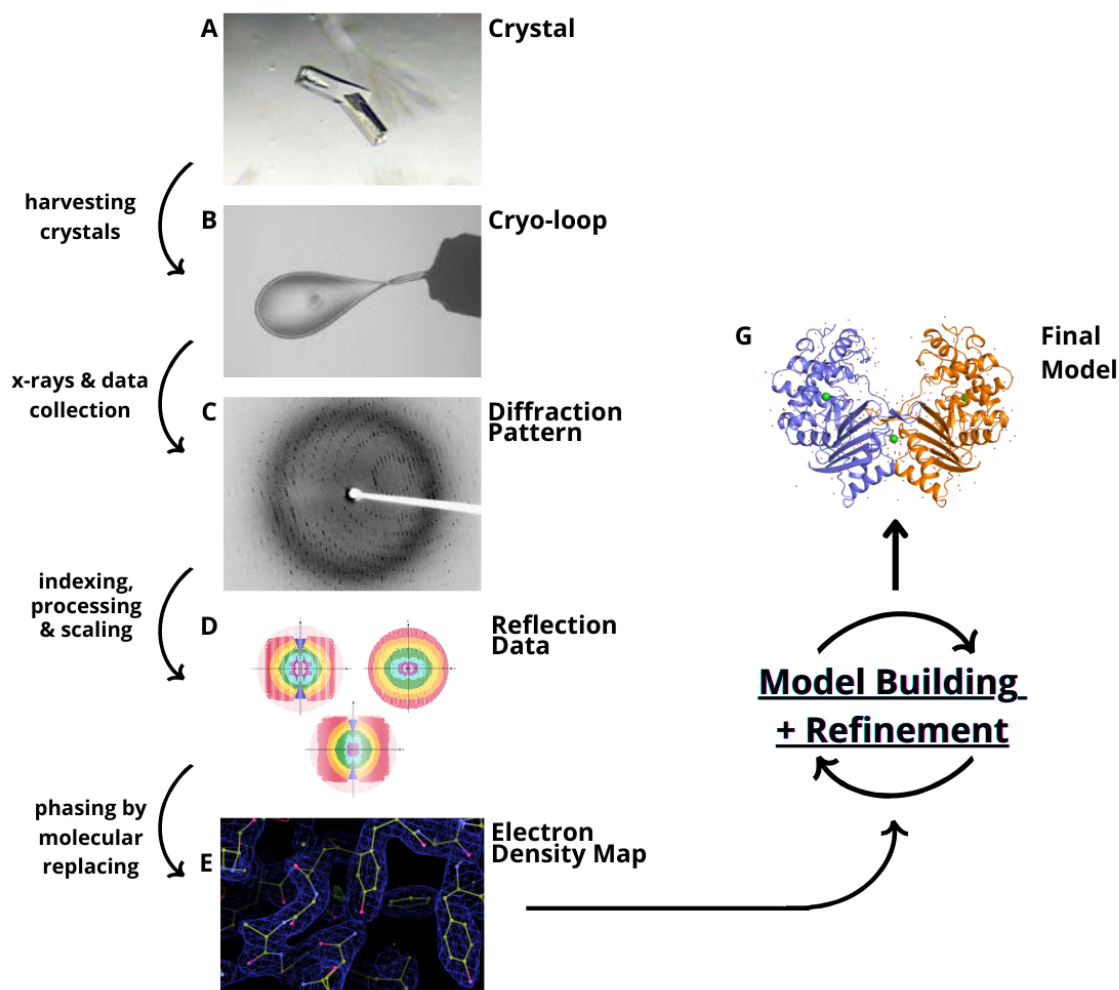 A
Crystal
harvesting
crystals
B
Cryo-loop
x-rays & data
collection
C
Diffraction
Pattern
indexing,
processing
& scaling
D
Reflection
Data
phasing by
molecular
replacing
E
Electron
Density Map
G
Final
Model
Model Building
+ Refinement